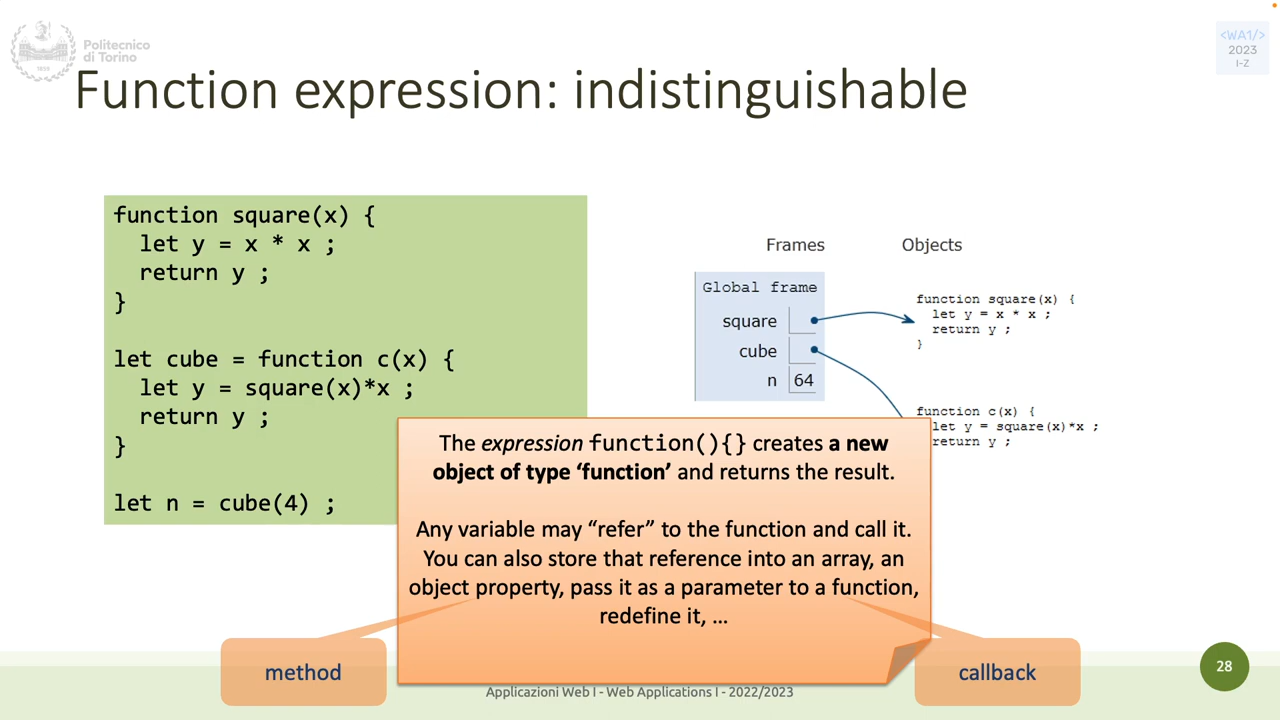 Politecnico
di Torino
1859
<WA1/>
2023
I-Z
Function expression: indistinguishable
function square(x) {
let y = x * x ;
return y ;
}
let cube = function c(x) {
let y = square(x)*x ;
return y ;
}
let n = cube(4) ;
Frames
Objects
Global frame
square
cube
n 64
function square(x) {
let y = x * x ;
return y ;
}
function c(x) {
let y = square(x)*x ;
return y ;
The expression function(){} creates a new
object of type ‘function’ and returns the result.
Any variable may “refer” to the function and call it.
You can also store that reference into an array, an
object property, pass it as a parameter to a function,
redefine it, …
method
callback
28
Applicazioni Web I - Web Applications I - 2022/2023